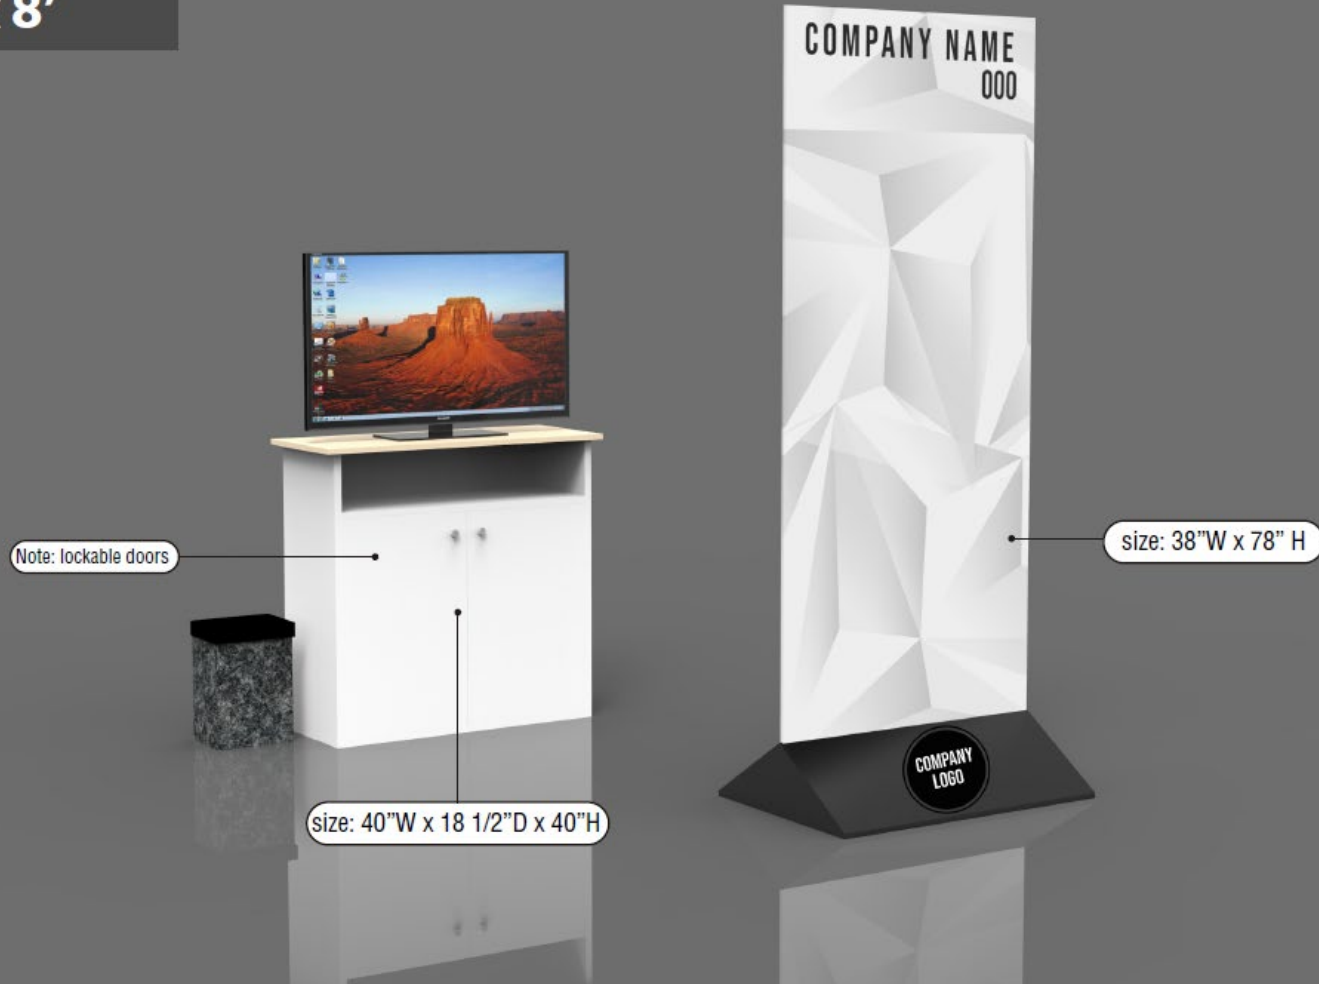 8’
COMPANY NAME
000
Note: lockable doors
size: 38”W x 78” H
COMPANY
LOGO
size: 40”W x 18 1/2”D x 40”H